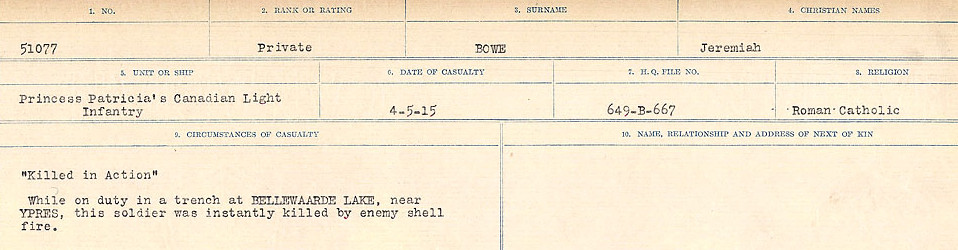 1. NO. 2. RANK OR RATING 3. SURNAME 4. CHRISTIAN NAMES
51077 Private BOWE Jeremiah
5. UNIT OR SHIP 6. DATE OF CASUALTY 7. H. Q. FILE NO. 8. RELIGION
Princess Patricia's Canadian Light
Infantry 4-5-15 649-B-667 Roman Catholic
9. CIRCUMSTANCES OF CASUALTY 10. NAME, RELATIONSHIP AND ADDRESS OF NEXT OF KIN
"Killed in Action"
While on duty in a trench at BELLEWAARDE LAKE, near
YPRES, this soldier was instantly killed by enemy shell
fire.